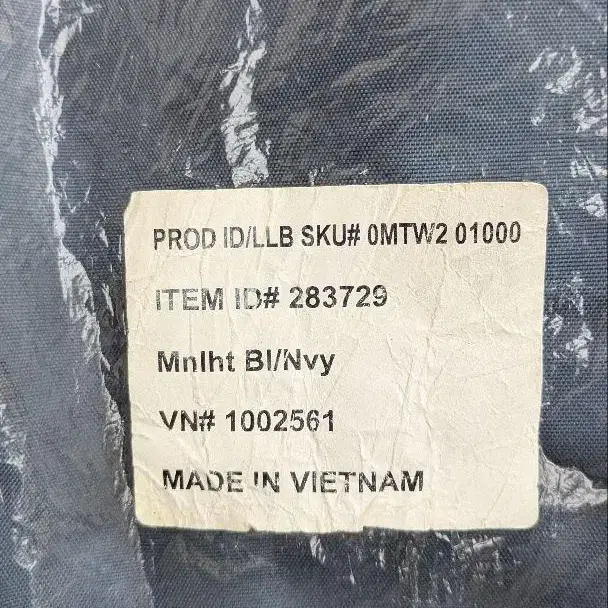 PROD ID/LLB SKU# 0MTW2 01000
ITEM ID# 283729
Mnlht Bl/Nvy
VN# 1002561
MADE IN VIETNAM